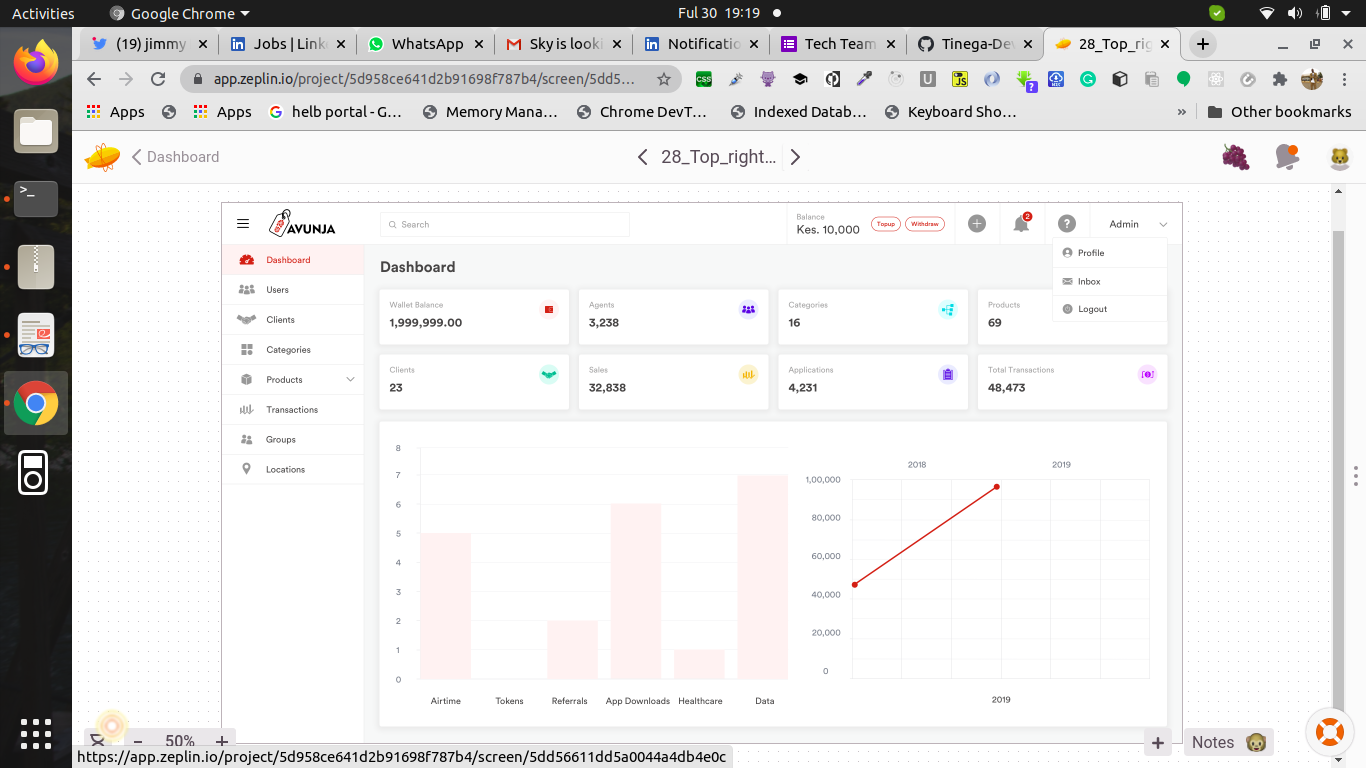 Activities Google Chrome Ful 30 19:19
(19) jimmy Jobs | Link WhatsApp Gmail Sky is look Notificati Tech Team Tinega-De 28_Top_rig
app.zeplin.io/project/5d958ce641d2b91698f787b4/screen/5dd5…
Apps Apps helb portal - G… Memory Mana… Chrome DevT… Indexed Datab… Keyboard Sho… » Other bookmarks
Dashboard 28_Top_right…
AVUNJA Search Balance Kes. 10,000 Topup Withdraw 2 ? Admin
Profile
Inbox
Logout
Dashboard
Users
Clients
Categories
Products
Transactions
Groups
Locations
Dashboard
Wallet Balance
1,999,999.00
Agents
3,238
Categories
16
Products
69
Clients
23
Sales
32,838
Applications
4,231
Total Transactions
48,473
8
7
6
5
4
3
2
1
0
Airtime Tokens Referrals App Downloads Healthcare Data
2018 2019
1,00,000
80,000
60,000
40,000
20,000
0
2019
50%
Notes
https://app.zeplin.io/project/5d958ce641d2b91698f787b4/screen/5dd56611dd5a0044a4db4e0c